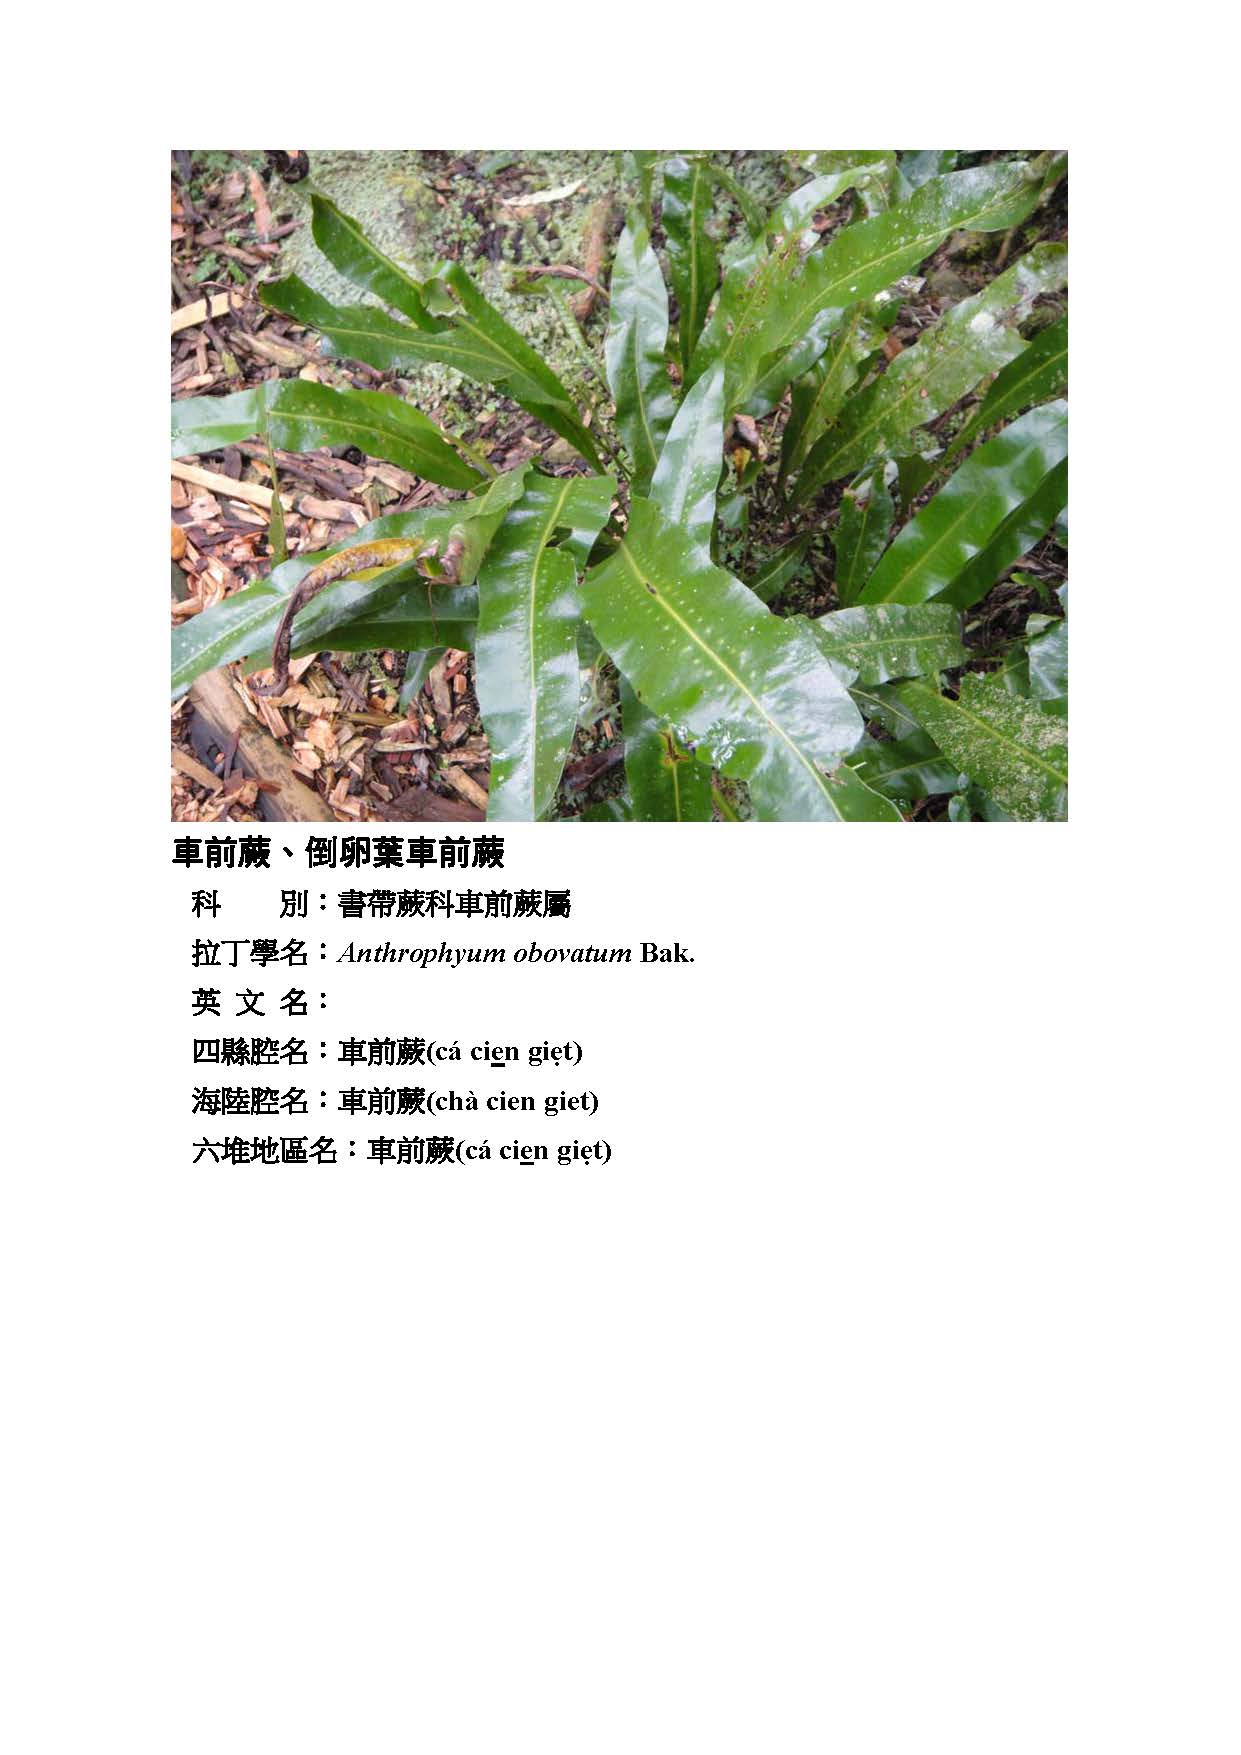 車前蕨、倒卵葉車前蕨
科　　別：書帶蕨科車前蕨屬
拉丁學名：Anthrophyum obovatum Bak.
英 文 名：
四縣腔名：車前蕨(cá cien giẹt)
海陸腔名：車前蕨(chà cien giet)
六堆地區名：車前蕨(cá cien giẹt)